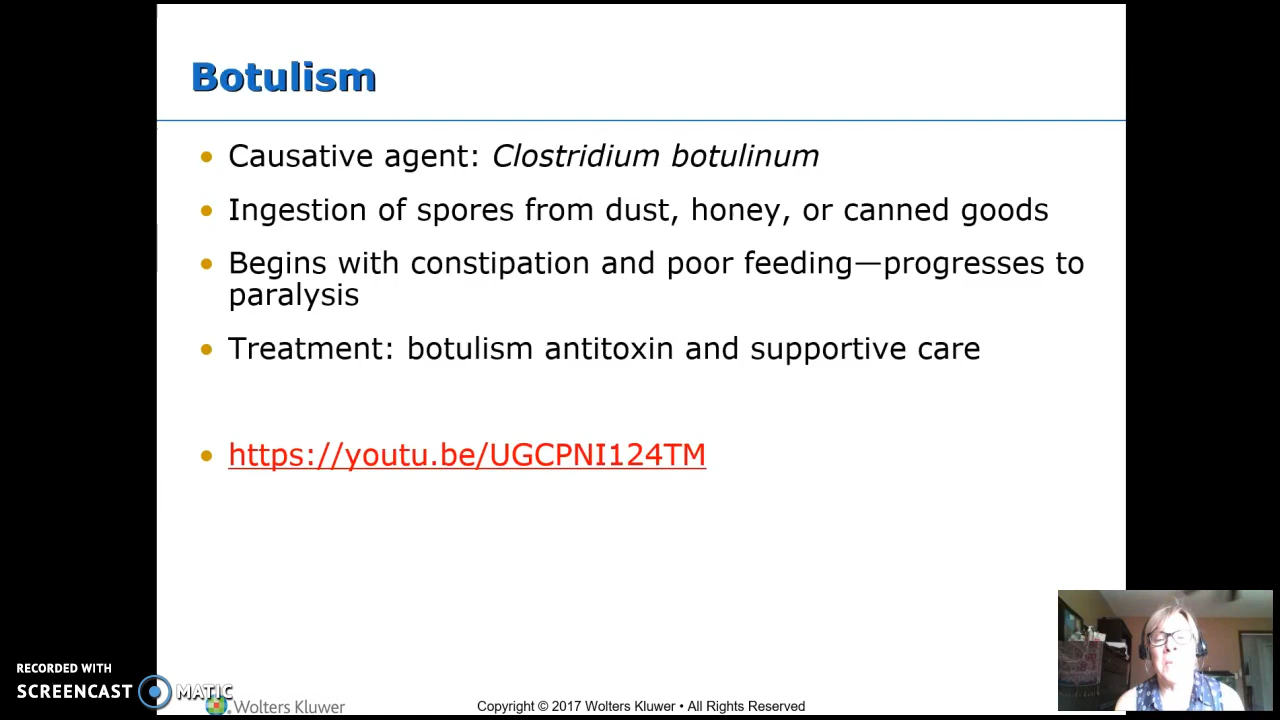 Botulism
• Causative agent: Clostridium botulinum
• Ingestion of spores from dust, honey, or canned goods
• Begins with constipation and poor feeding—progresses to
paralysis
• Treatment: botulism antitoxin and supportive care
• https://youtu.be/UGCPNI124TM
RECORDED WITH
SCREENCAST MATIC
Wolters Kluwer
Copyright © 2017 Wolters Kluwer • All Rights Reserved